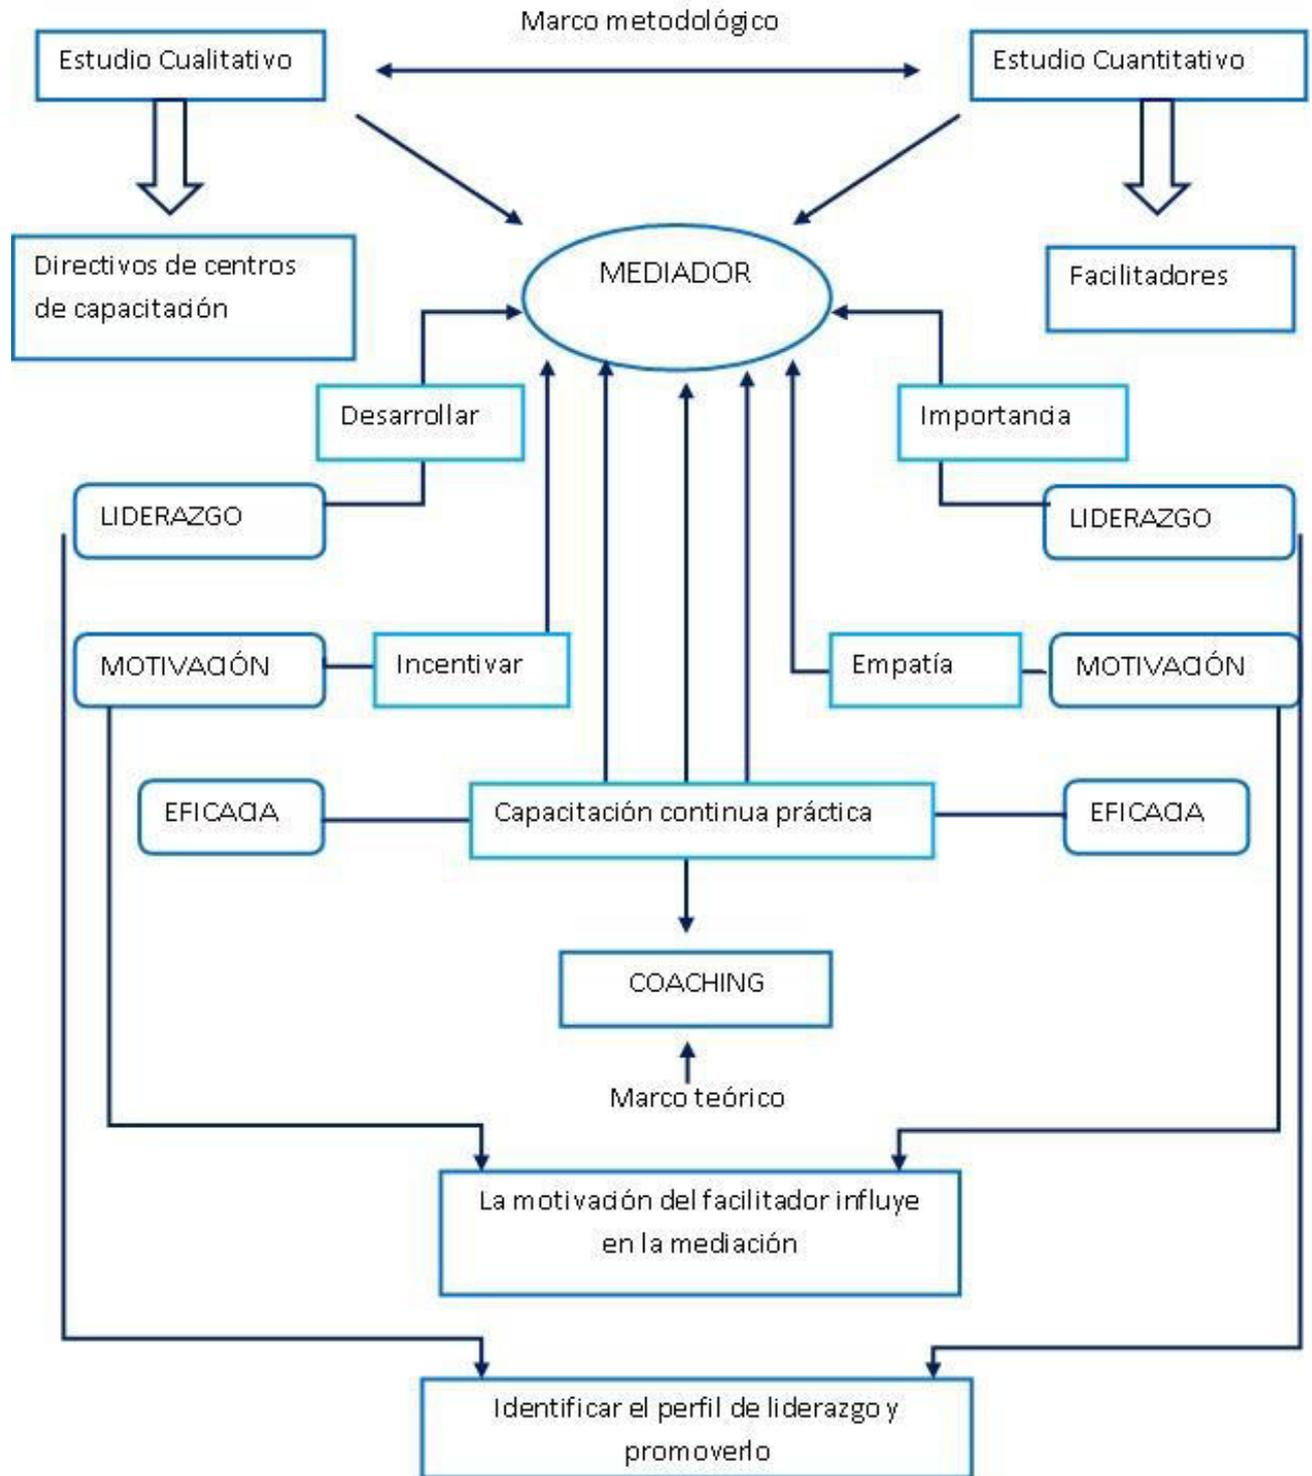 Marco metodológico
Estudio Cualitativo
Estudio Cuantitativo
Directivos de centros
de capacitación
MEDIADOR
Facilitadores
Desarrollar
Importancia
LIDERAZGO
LIDERAZGO
MOTIVACIÓN
Incentivar
Empatía
MOTIVACIÓN
EFICACIA
Capacitación continua práctica
EFICACIA
COACHING
Marco teórico
La motivación del facilitador influye
en la mediación
Identificar el perfil de liderazgo y
promoverlo